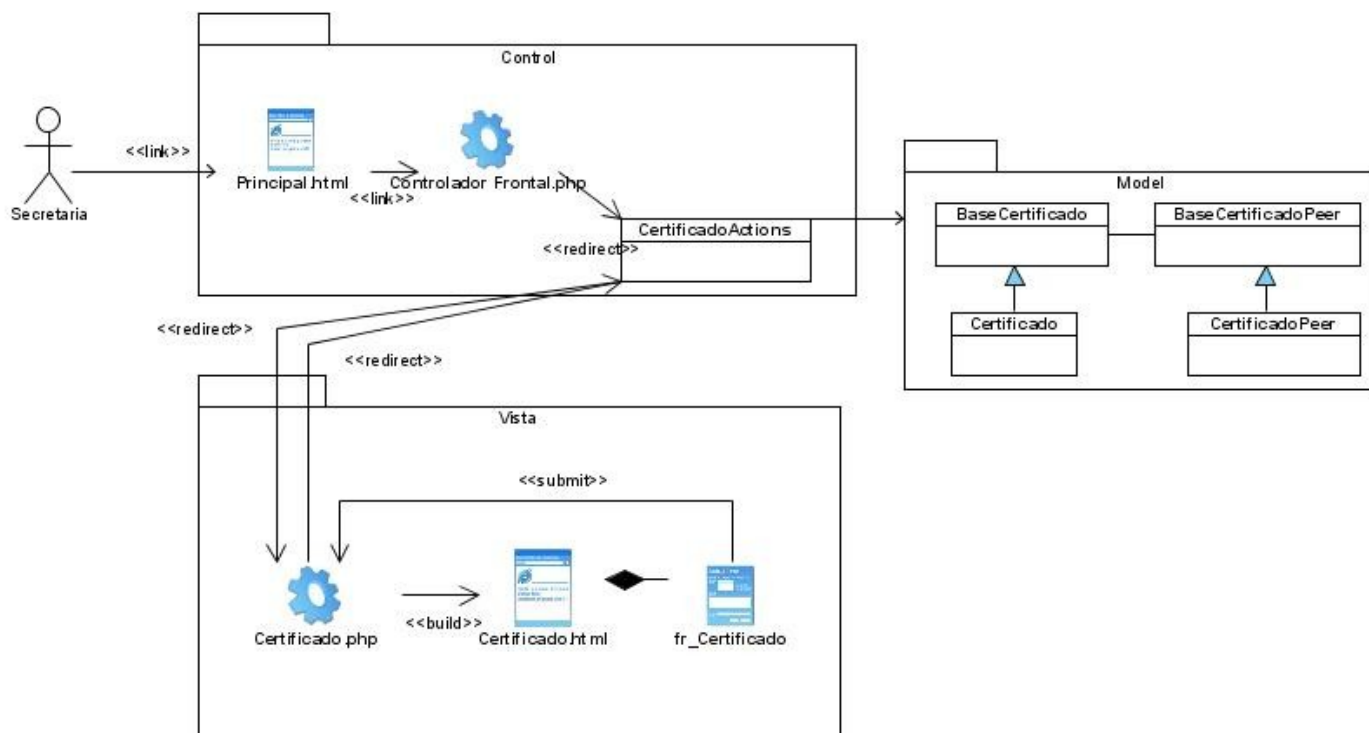 Control
<<link>>
Principal.html
<<link>>
Controlador Frontal.php
Secretaria
CertificadoActions
<<redirect>>
Model
BaseCertificado
BaseCertificadoPeer
Certificado
CertificadoPeer
<<redirect>>
<<redirect>>
Vista
<<submit>>
Certificado.php
<<build>>
Certificado.html
fr_Certificado